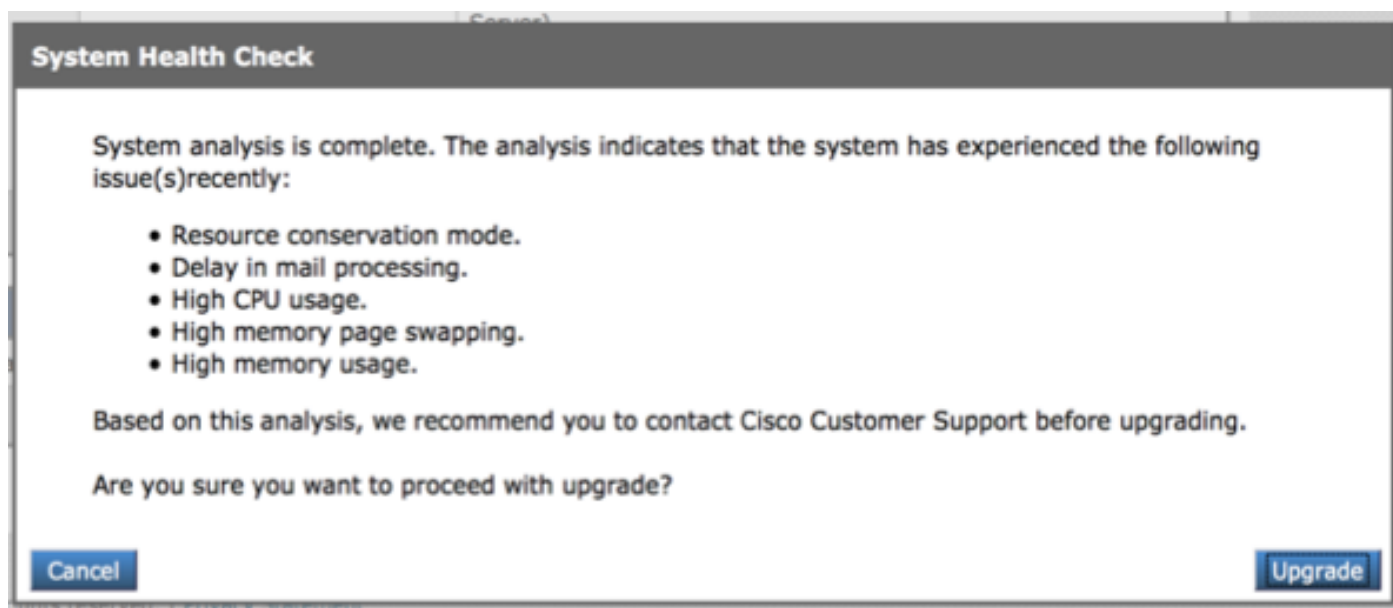 System Health Check
System analysis is complete. The analysis indicates that the system has experienced the following
issue(s)recently:
• Resource conservation mode.
• Delay in mail processing.
• High CPU usage.
• High memory page swapping.
• High memory usage.
Based on this analysis, we recommend you to contact Cisco Customer Support before upgrading.
Are you sure you want to proceed with upgrade?
Cancel
Upgrade